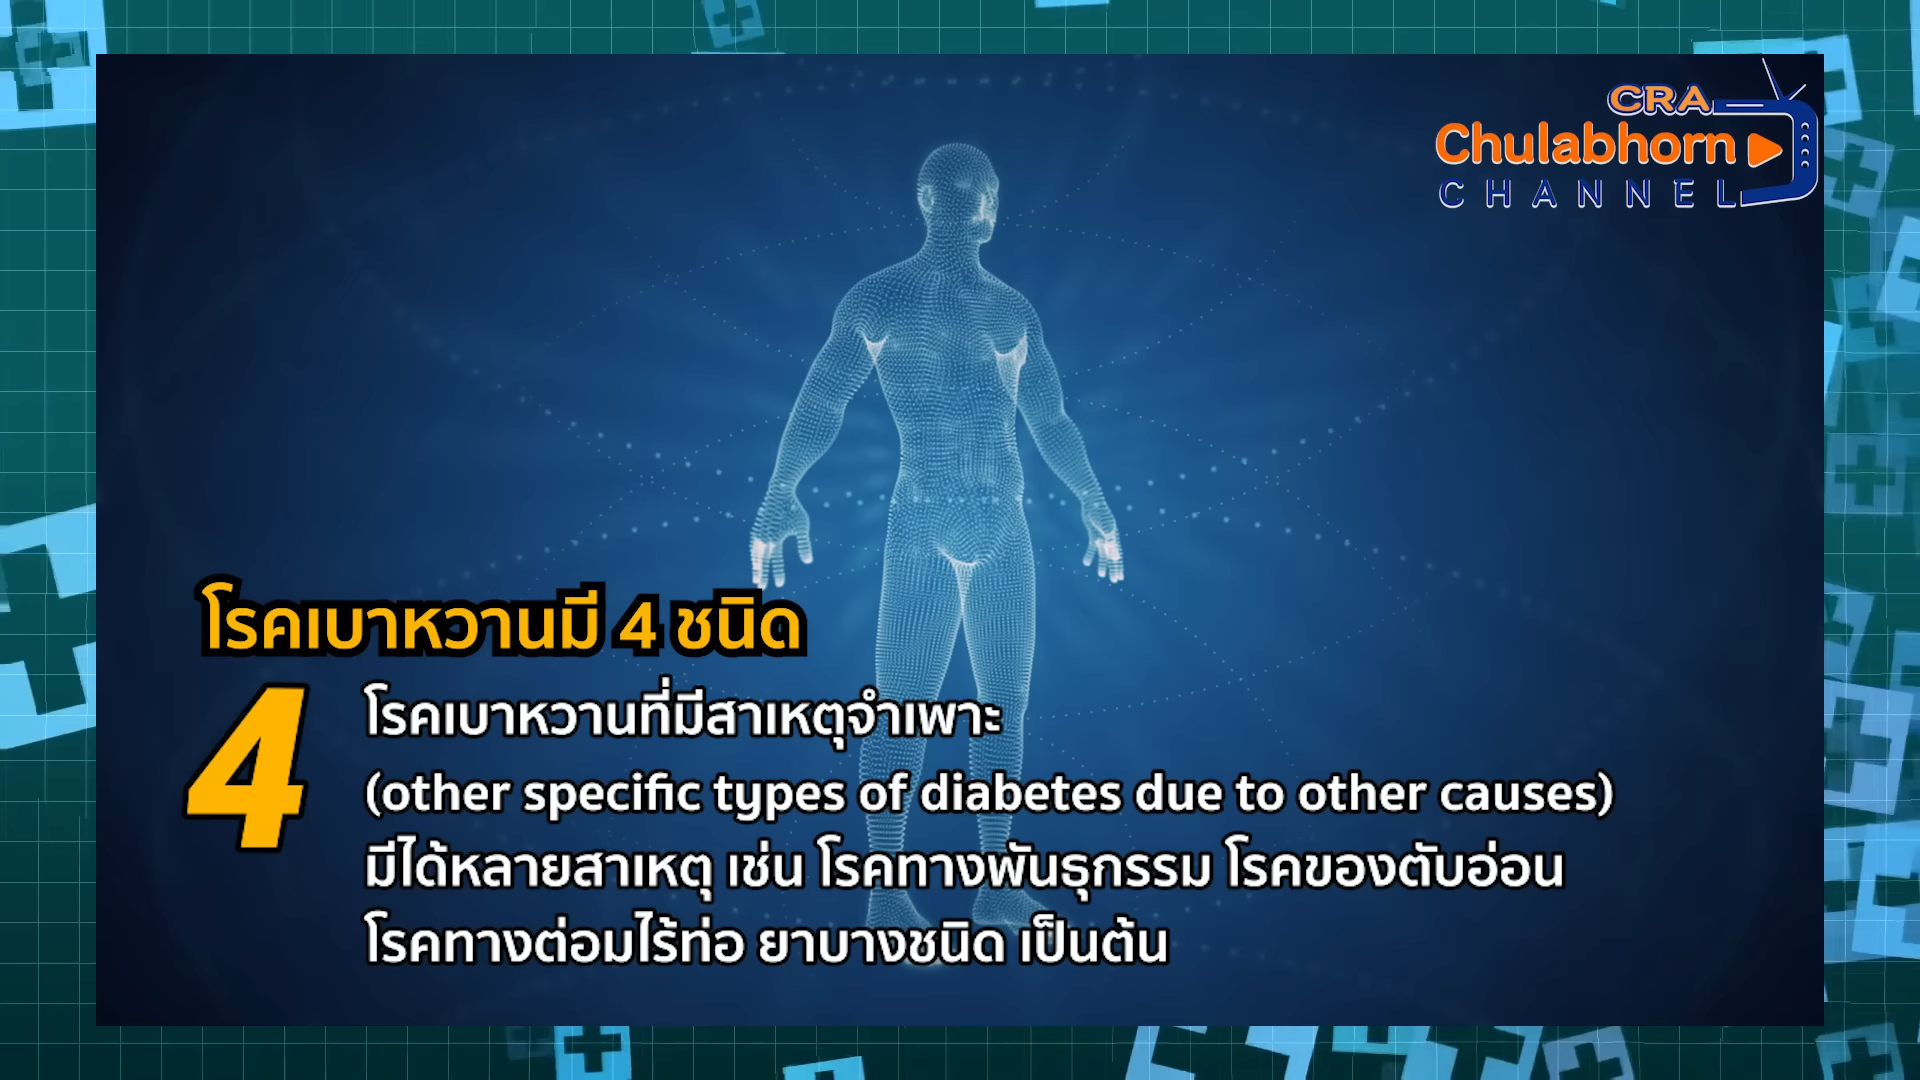 CRA
Chulabhorn
CHANNEL
โรคเบาหวานมี 4 ชนิด
4
โรคเบาหวานที่มีสาเหตุจำเพาะ
(other specific types of diabetes due to other causes)
มีได้หลายสาเหตุ เช่น โรคทางพันธุกรรม โรคของตับอ่อน
โรคทางต่อมไร้ท่อ ยาบางชนิด เป็นต้น